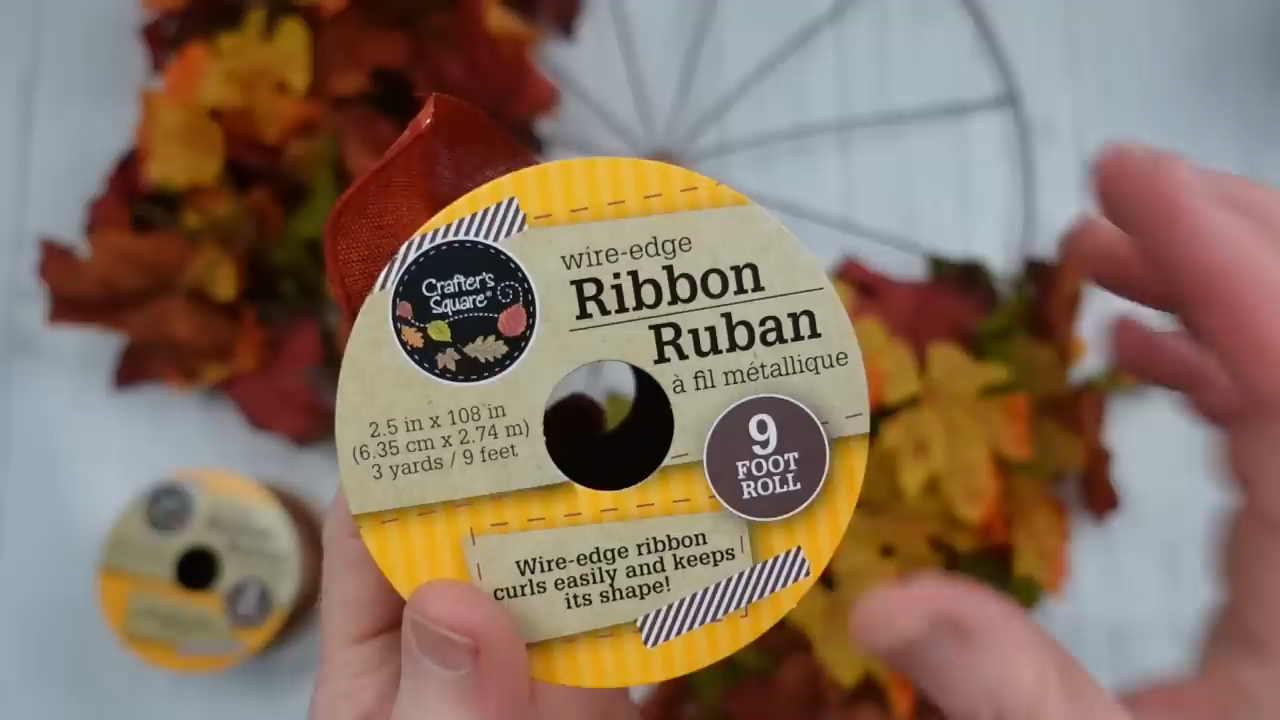 Crafter's
Square®
wire-edge
Ribbon
Ruban
à fil métallique
2.5 in x 108 in
(6.35 cm x 2.74 m)
3 yards / 9 feet
9
FOOT
ROLL
Wire-edge ribbon
curls easily and keeps
its shape!